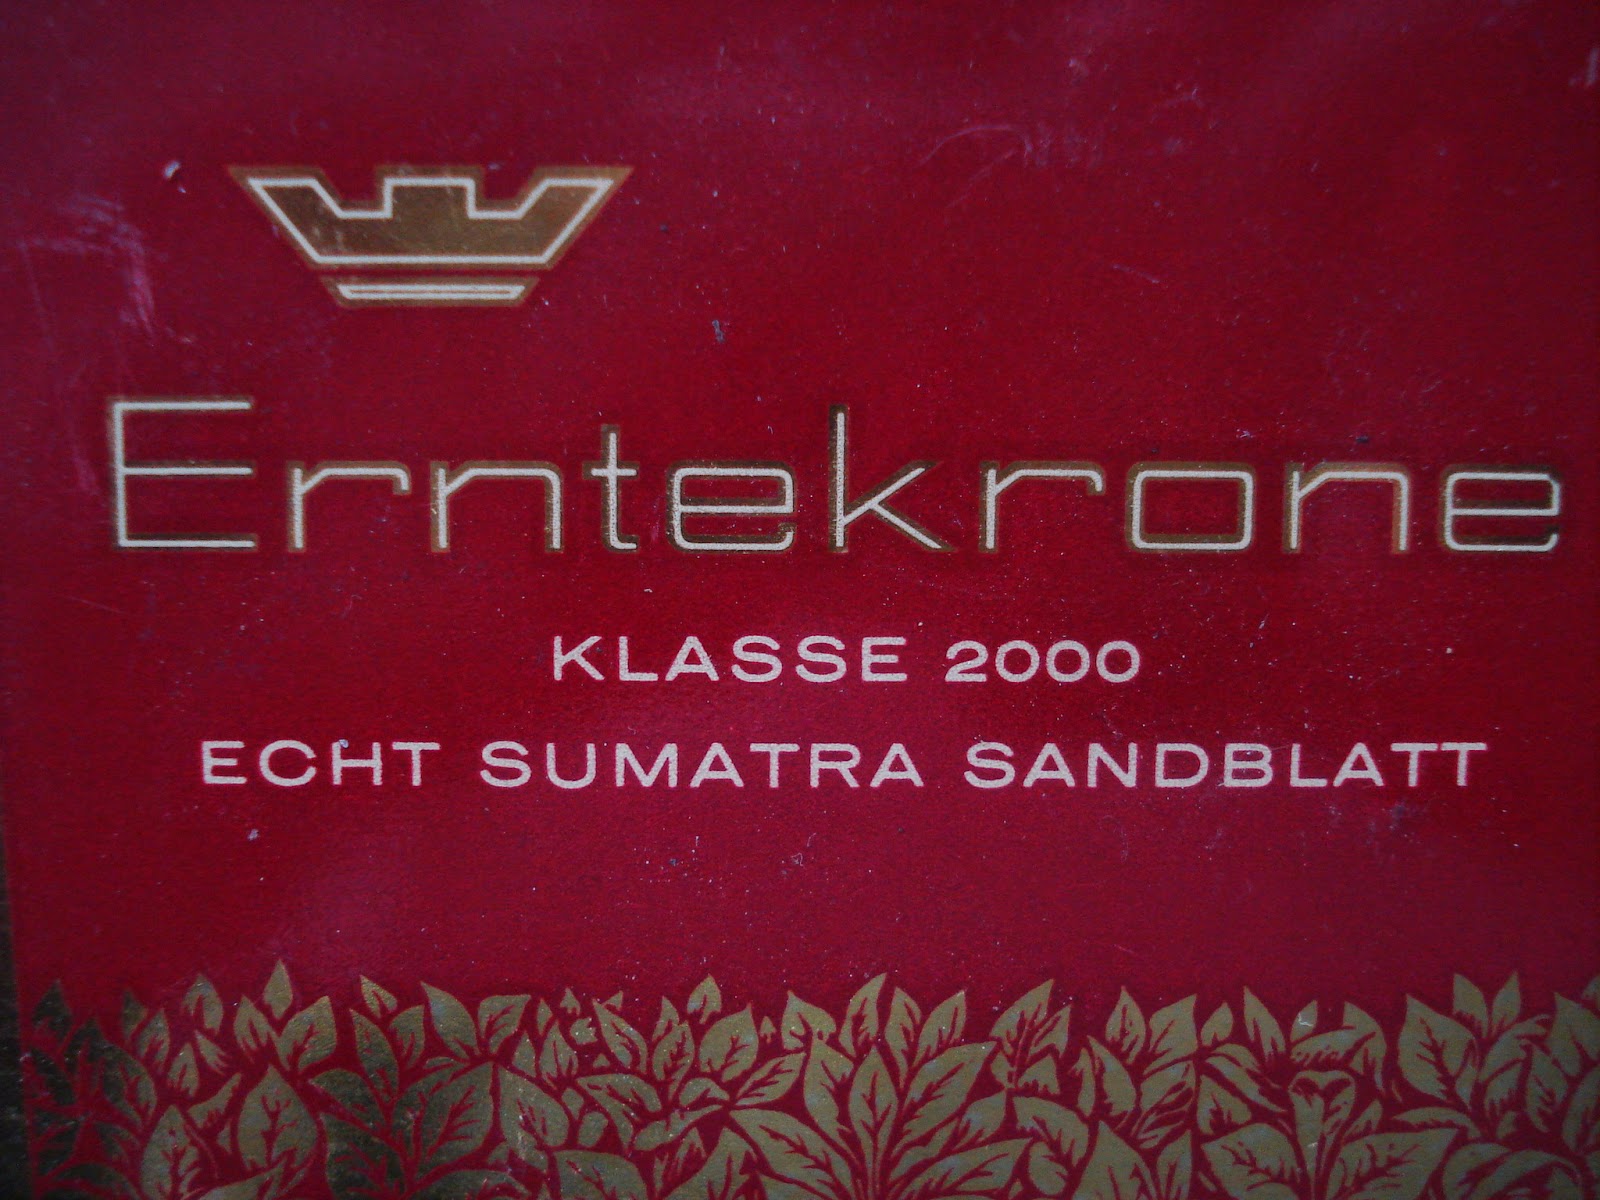 Erntekrone
KLASSE 2000
ECHT SUMATRA SANDBLATT